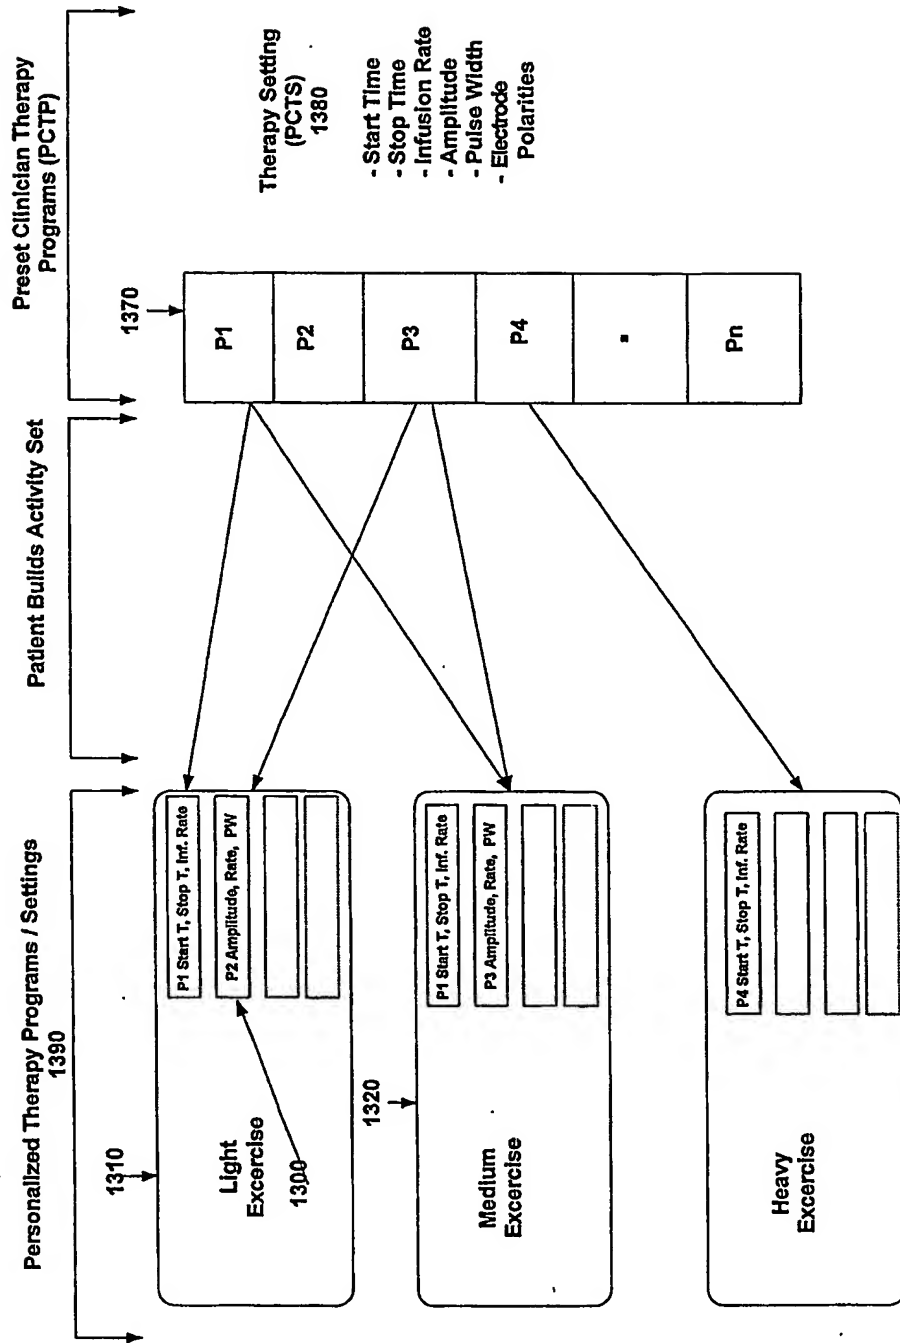 Personalized Therapy Programs / Settings
1390
Patient Builds Activity Set
Preset Clinician Therapy
Programs (PCTP)
1310
Light
Excercise
1300
P1 Start T, Stop T, Inf. Rate
P2 Amplitude, Rate, PW
1320
Medium
Excercise
P1 Start T, Stop T, Inf. Rate
P3 Amplitude, Rate, PW
Heavy
Excercise
P4 Start T, Stop T, Inf. Rate
1370
P1
P2
P3
P4
Pn
Therapy Setting
(PCTS)
1380
- Start Time
- Stop Time
- Infusion Rate
- Amplitude
- Pulse Width
- Electrode
Polarities